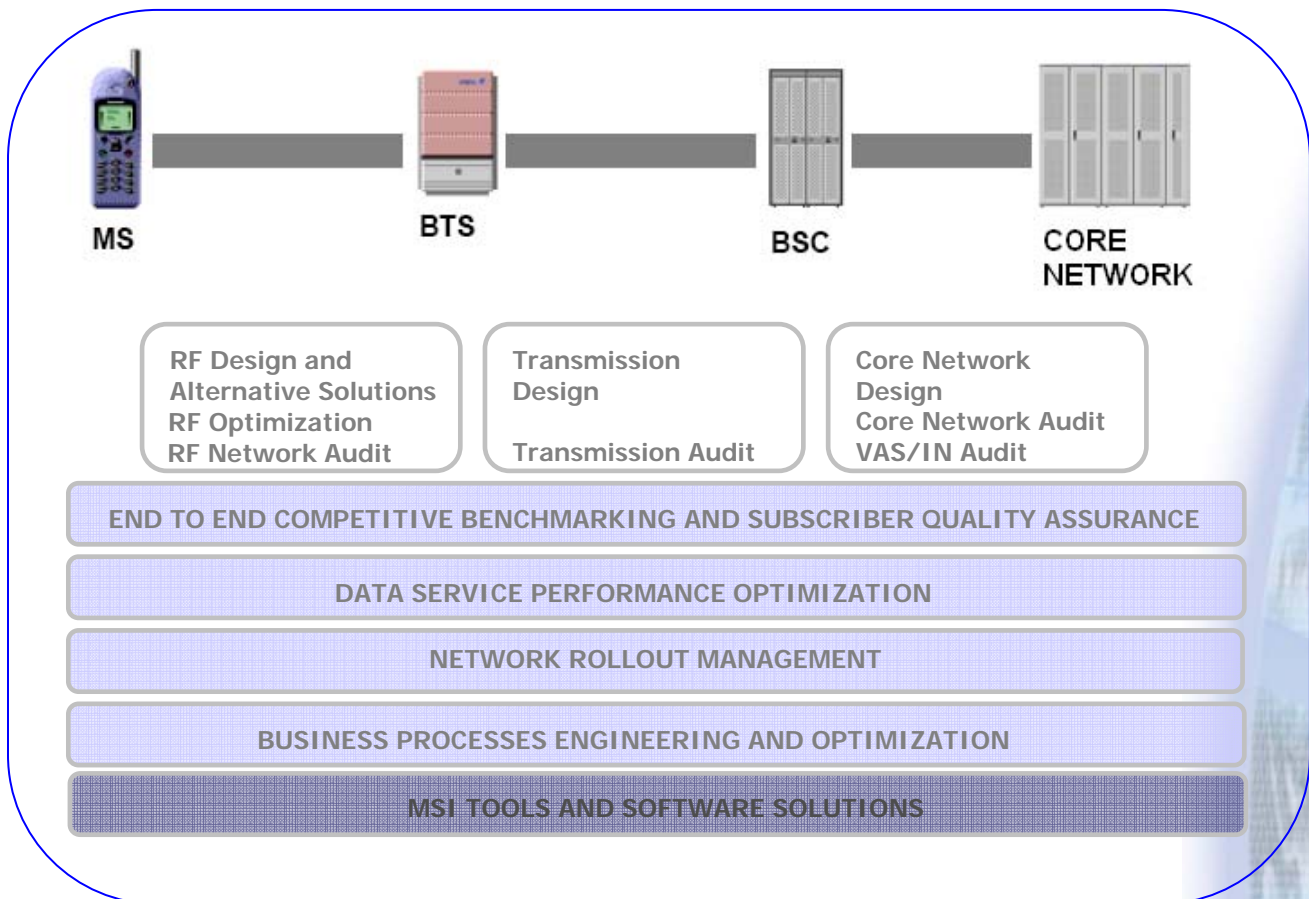 MS
BTS
BSC
CORE
NETWORK
RF Design and
Alternative Solutions
RF Optimization
RF Network Audit
Transmission
Design
Transmission Audit
Core Network
Design
Core Network Audit
VAS/IN Audit
END TO END COMPETITIVE BENCHMARKING AND SUBSCRIBER QUALITY ASSURANCE
DATA SERVICE PERFORMANCE OPTIMIZATION
NETWORK ROLLOUT MANAGEMENT
BUSINESS PROCESSES ENGINEERING AND OPTIMIZATION
MSI TOOLS AND SOFTWARE SOLUTIONS